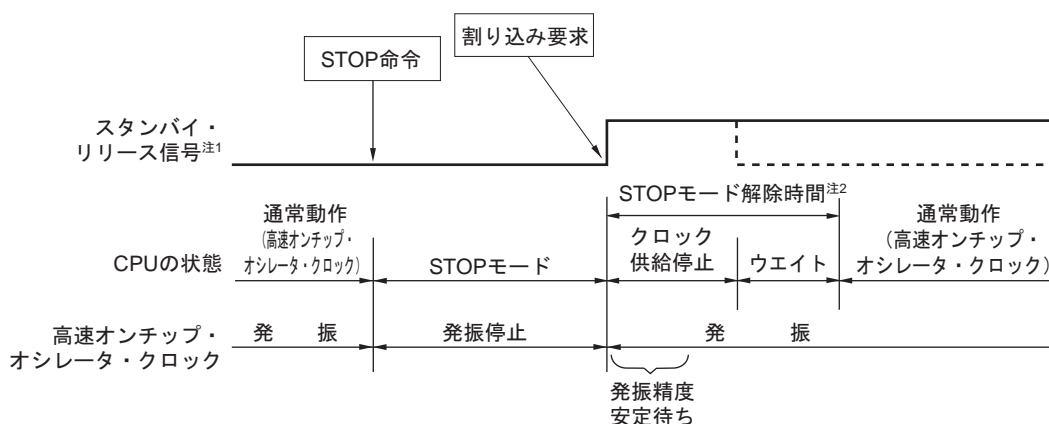 割り込み要求
STOP命令
スタンバイ・
リリース信号注1
STOPモード解除時間注2
通常動作
(高速オンチップ・
オシレータ・クロック)
クロック
供給停止
通常動作
(高速オンチップ・
オシレータ・クロック)
CPUの状態
STOPモード
ウエイト
高速オンチップ・
オシレータ・クロック
発 振
発振停止
発 振
発振精度
安定待ち